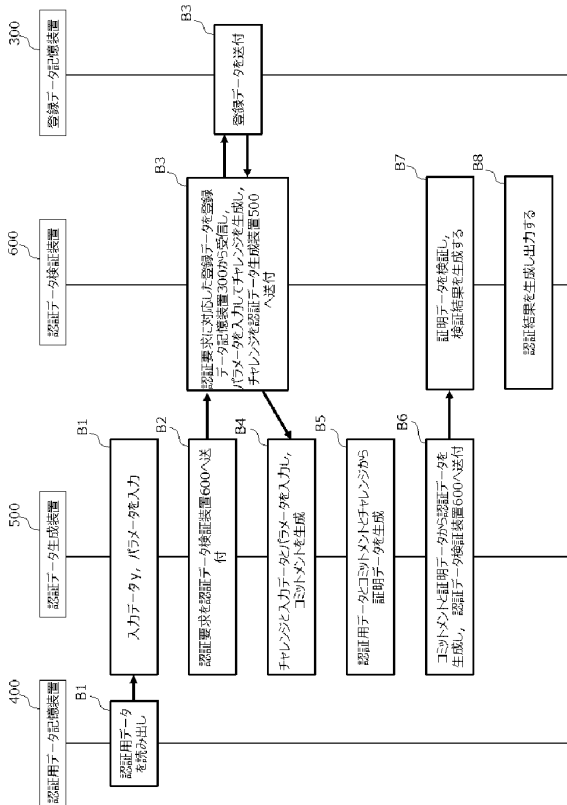 400
認証用データ記憶装置
500
認証データ生成装置
600
認証データ検証装置
300
登録データ記憶装置
B1
認証用データ
を読み出し
B1
入力データy，パラメータを入力
B2
認証要求を認証データ検証装置600へ送
付
B3
認証要求に対応した登録データを登録
データ記憶装置300から受信し，
パラメータを入力してチャレンジを生成し，
チャレンジを認証データ生成装置500
へ送付
B3
登録データを送付
B4
チャレンジと入力データとパラメータを入力し，
コミットメントを生成
B5
認証用データとコミットメントとチャレンジから
証明データを生成
B6
コミットメントと証明データから認証データを
生成し，認証データ検証装置600へ送付
B7
証明データを検証し，
検証結果を生成する
B8
認証結果を生成し出力する